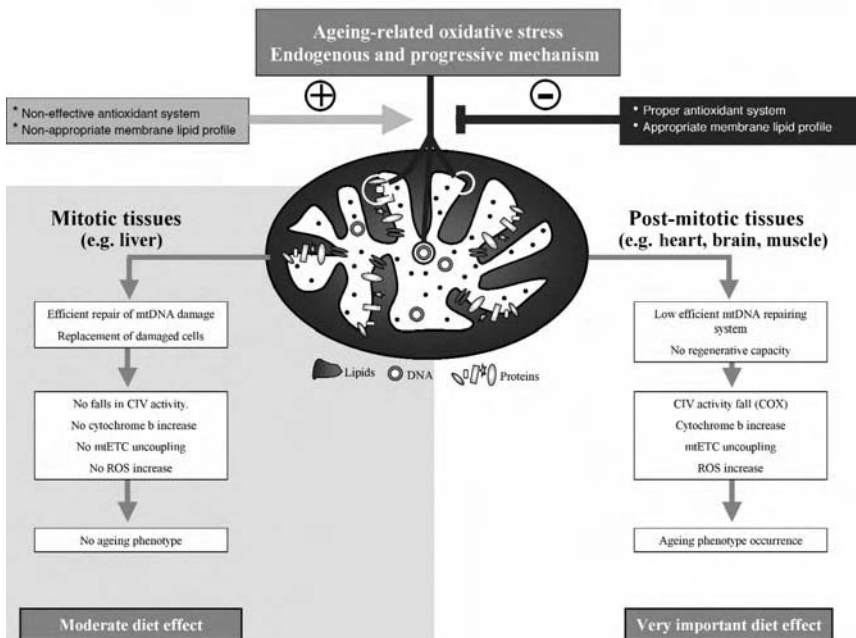 Ageing-related oxidative stress
Endogenous and progressive mechanism
+
−
* Non-effective antioxidant system
* Non-appropriate membrane lipid profile
• Proper antioxidant system
• Appropriate membrane lipid profile
Mitotic tissues
(e.g. liver)
Post-mitotic tissues
(e.g. heart, brain, muscle)
Efficient repair of mtDNA damage
Replacement of damaged cells
Low efficient mtDNA repairing
system
No regenerative capacity
Lipids
DNA
Proteins
No falls in CIV activity.
No cytochrome b increase
No mtETC uncoupling
No ROS increase
CIV activity fall (COX)
Cytochrome b increase
mtETC uncoupling
ROS increase
No ageing phenotype
Ageing phenotype occurrence
Moderate diet effect
Very important diet effect